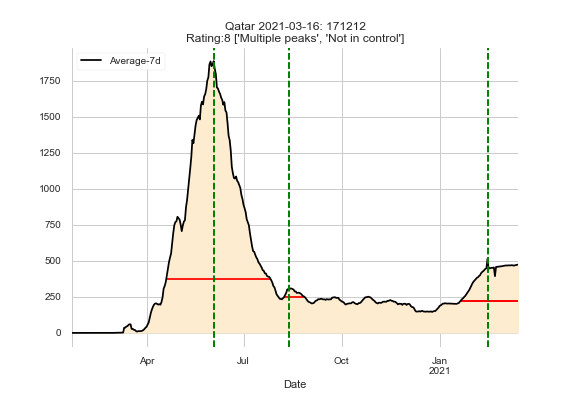 Qatar 2021-03-16: 171212
Rating:8 ['Multiple peaks', 'Not in control']
Average-7d
1750
1500
1250
1000
750
500
250
0
Apr
Jul
Oct
Jan
2021
Date